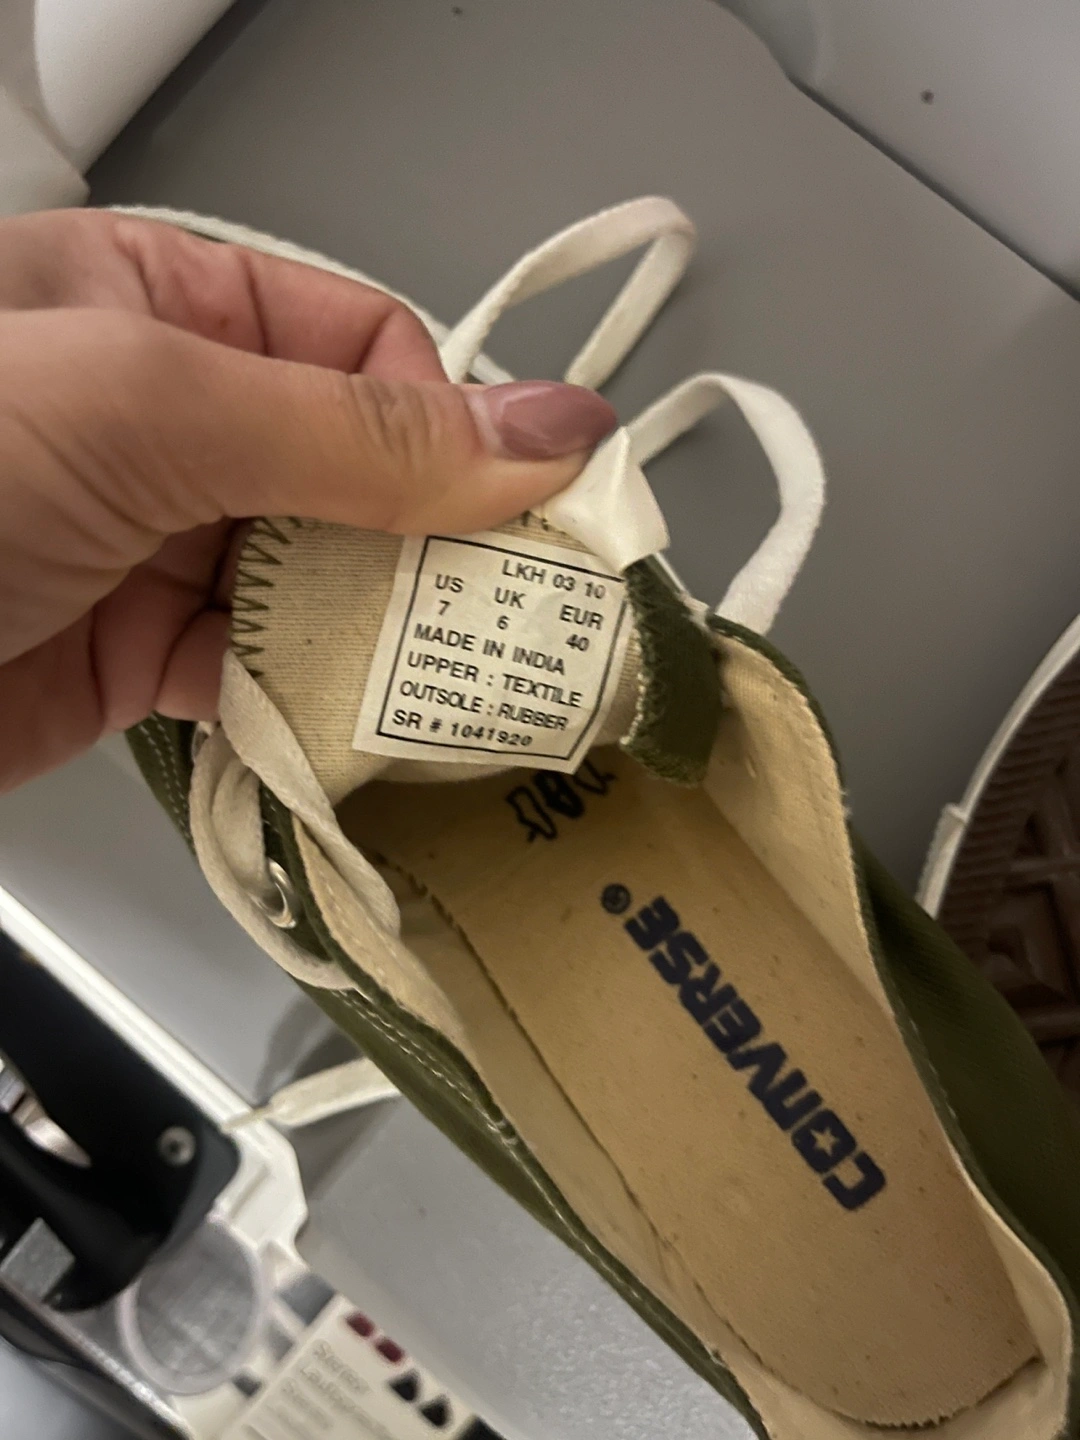 LKH 03 10
US UK EUR
7 6 40
MADE IN INDIA
UPPER : TEXTILE
OUTSOLE : RUBBER
SR # 1041920
CONVERSE®